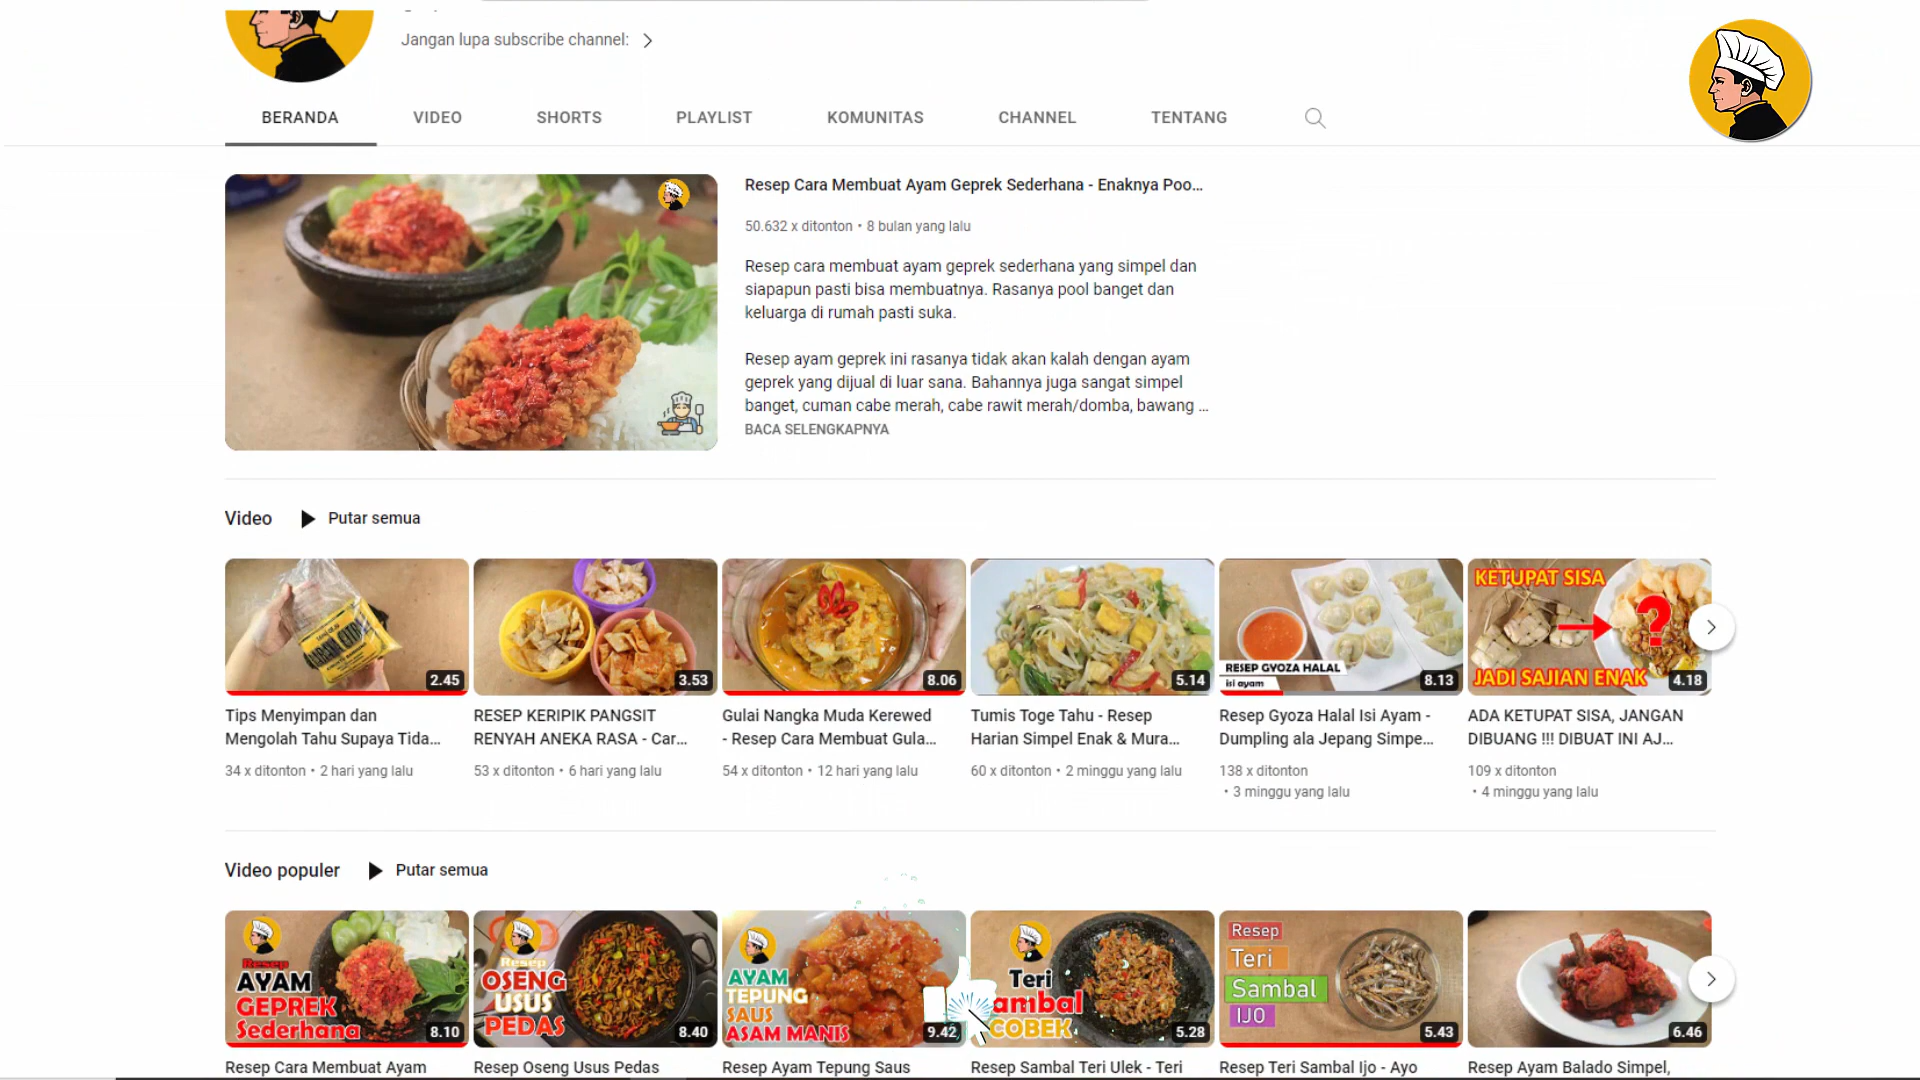 Jangan lupa subscribe channel:
BERANDA
VIDEO
SHORTS
PLAYLIST
KOMUNITAS
CHANNEL
TENTANG
Resep Cara Membuat Ayam Geprek Sederhana - Enaknya Poo...
50.632 x ditonton • 8 bulan yang lalu
Resep cara membuat ayam geprek sederhana yang simpel dan
siapapun pasti bisa membuatnya. Rasanya pool banget dan
keluarga di rumah pasti suka.
Resep ayam geprek ini rasanya tidak akan kalah dengan ayam
geprek yang dijual di luar sana. Bahannya juga sangat simpel
banget, cuman cabe merah, cabe rawit merah/domba, bawang ...
BACA SELENGKAPNYA
Video
Putar semua
2.45
Tips Menyimpan dan
Mengolah Tahu Supaya Tida...
34 x ditonton • 2 hari yang lalu
3.53
RESEP KERIPIK PANGSIT
RENYAH ANEKA RASA - Car...
53 x ditonton • 6 hari yang lalu
8.06
Gulai Nangka Muda Kerewed
- Resep Cara Membuat Gula...
54 x ditonton • 12 hari yang lalu
5.14
Tumis Toge Tahu - Resep
Harian Simpel Enak & Mura...
60 x ditonton • 2 minggu yang lalu
RESEP GYOZA HALAL
isi ayam
8.13
Resep Gyoza Halal Isi Ayam -
Dumpling ala Jepang Simpe...
138 x ditonton
• 3 minggu yang lalu
KETUPAT SISA
?
JADI SAJIAN ENAK
4.18
ADA KETUPAT SISA, JANGAN
DIBUANG !!! DIBUAT INI AJ...
109 x ditonton
• 4 minggu yang lalu
Video populer
Putar semua
Resep
AYAM
GEPREK
Sederhana
8.10
Resep Cara Membuat Ayam
Resep
OSENG
USUS
PEDAS
8.40
Resep Oseng Usus Pedas
AYAM
TEPUNG
SAUS
ASAM MANIS
9.42
Resep Ayam Tepung Saus
Teri
ambal
COBEK
5.28
Resep Sambal Teri Ulek - Teri
Resep
Teri
Sambal
IJO
5.43
Resep Teri Sambal Ijo - Ayo
6.46
Resep Ayam Balado Simpel,